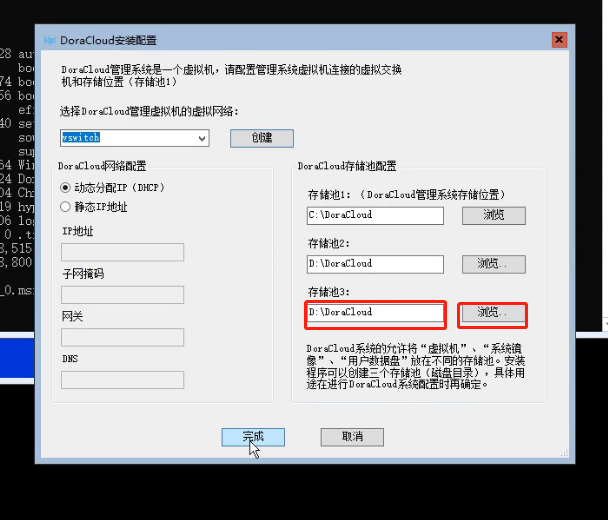 DoraCloud安装配置
DoraCloud管理系统是一个虚拟机，请配置管理系统虚拟机连接的虚拟交换
机和存储位置（存储池1）
选择DoraCloud管理虚拟机的虚拟网络：
vswitch
创建
DoraCloud网络配置
动态分配IP（DHCP）
静态IP地址
IP地址
子网掩码
网关
DNS
DoraCloud存储池配置
存储池1：（DoraCloud管理系统存储位置）
C:\DoraCloud
浏览
存储池2：
D:\DoraCloud
浏览..
存储池3：
D:\DoraCloud
浏览..
DoraCloud系统的允许将“虚拟机”、“系统镜
像”、“用户数据盘”放在不同的存储池。安装
程序可以创建三个存储池（磁盘目录），具体用
途在进行DoraCloud系统配置时再确定。
完成
取消
28 au
boo
74 boo
56 boo
ef
40 se
sou
sup
64 Win
24 Do
04 Ch
19 hyp
06 log
0 .t
8,515
8,800
_0.ms